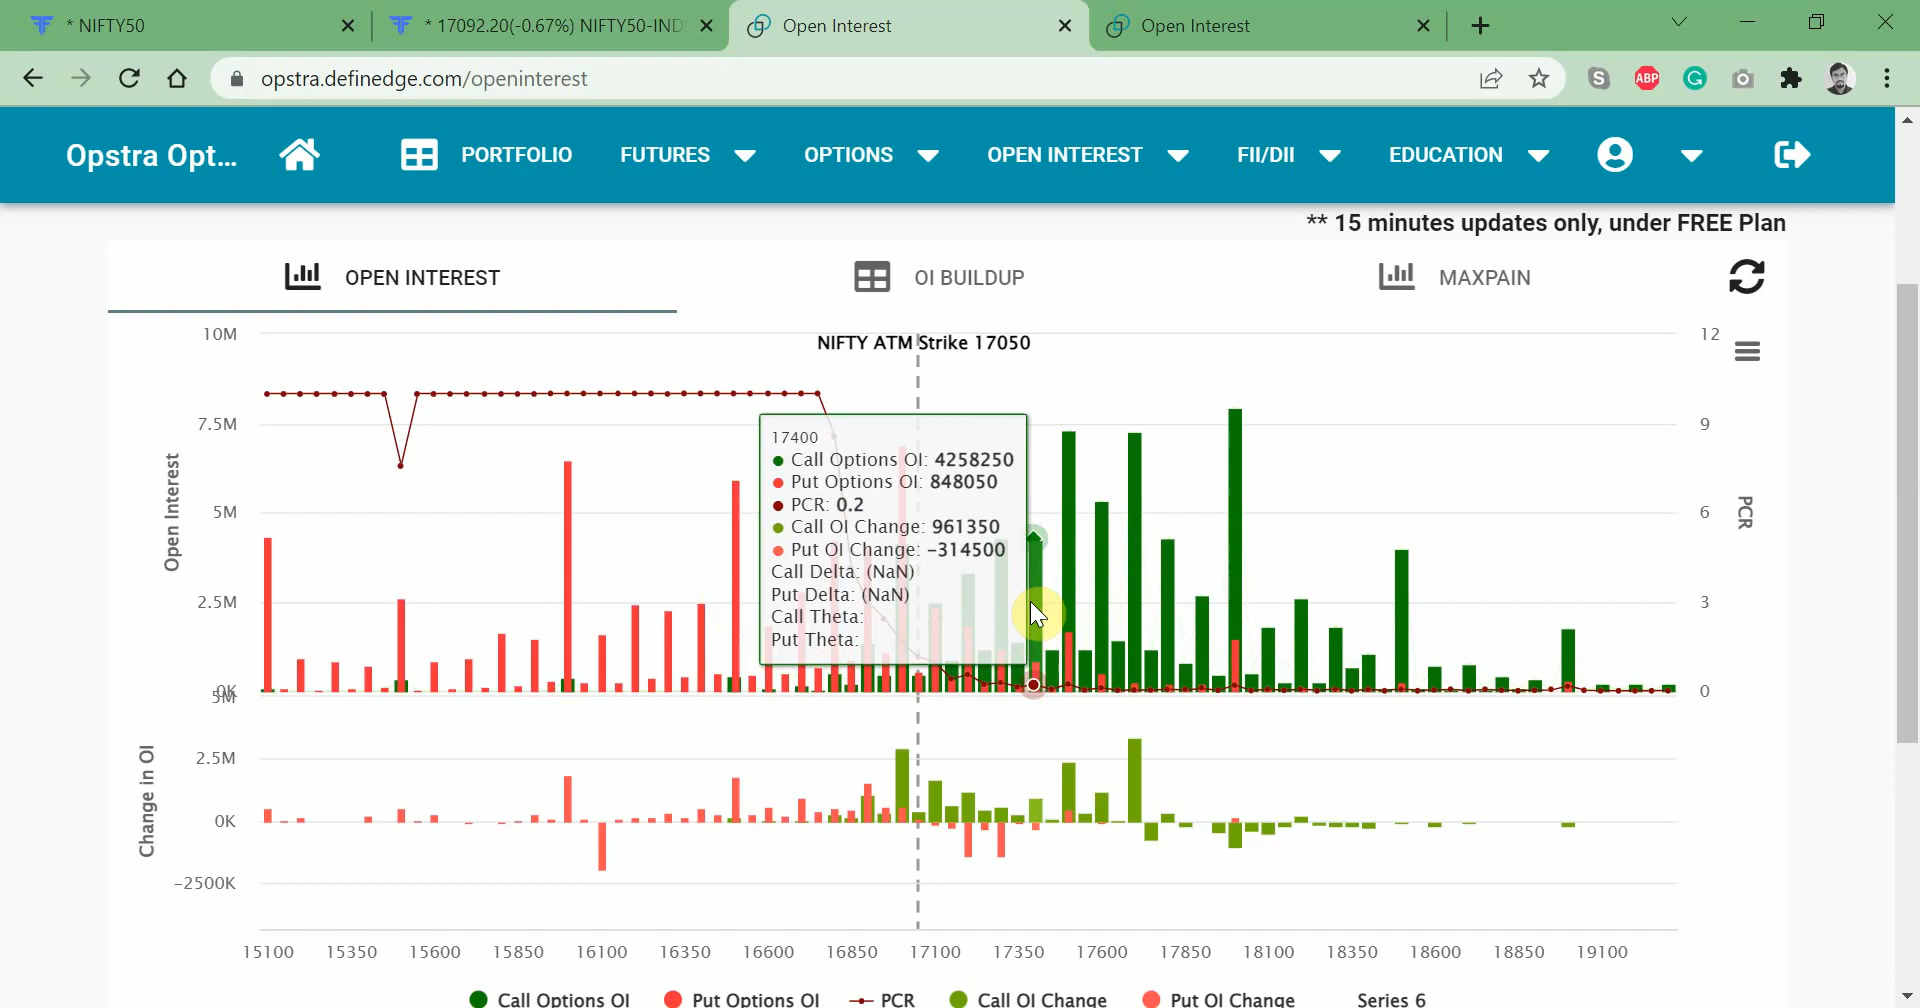 * NIFTY50
* 17092.20(-0.67%) NIFTY50-IND
Open Interest
Open Interest
opstra.definedge.com/openinterest
ABP
Opstra Opt...
PORTFOLIO
FUTURES
OPTIONS
OPEN INTEREST
FII/DII
EDUCATION
** 15 minutes updates only, under FREE Plan
OPEN INTEREST
OI BUILDUP
MAXPAIN
NIFTY ATM Strike 17050
10M
7.5M
5M
2.5M
0K
Open Interest
12
9
6
3
0
PCR
17400
Call Options OI: 4258250
Put Options OI: 848050
PCR: 0.2
Call OI Change: 961350
Put OI Change: -314500
Call Delta: (NaN)
Put Delta: (NaN)
Call Theta:
Put Theta:
5M
2.5M
0K
-2500K
Change in OI
15100 15350 15600 15850 16100 16350 16600 16850 17100 17350 17600 17850 18100 18350 18600 18850 19100
Call Options OI Put Options OI PCR Call OI Change Put OI Change Series 6